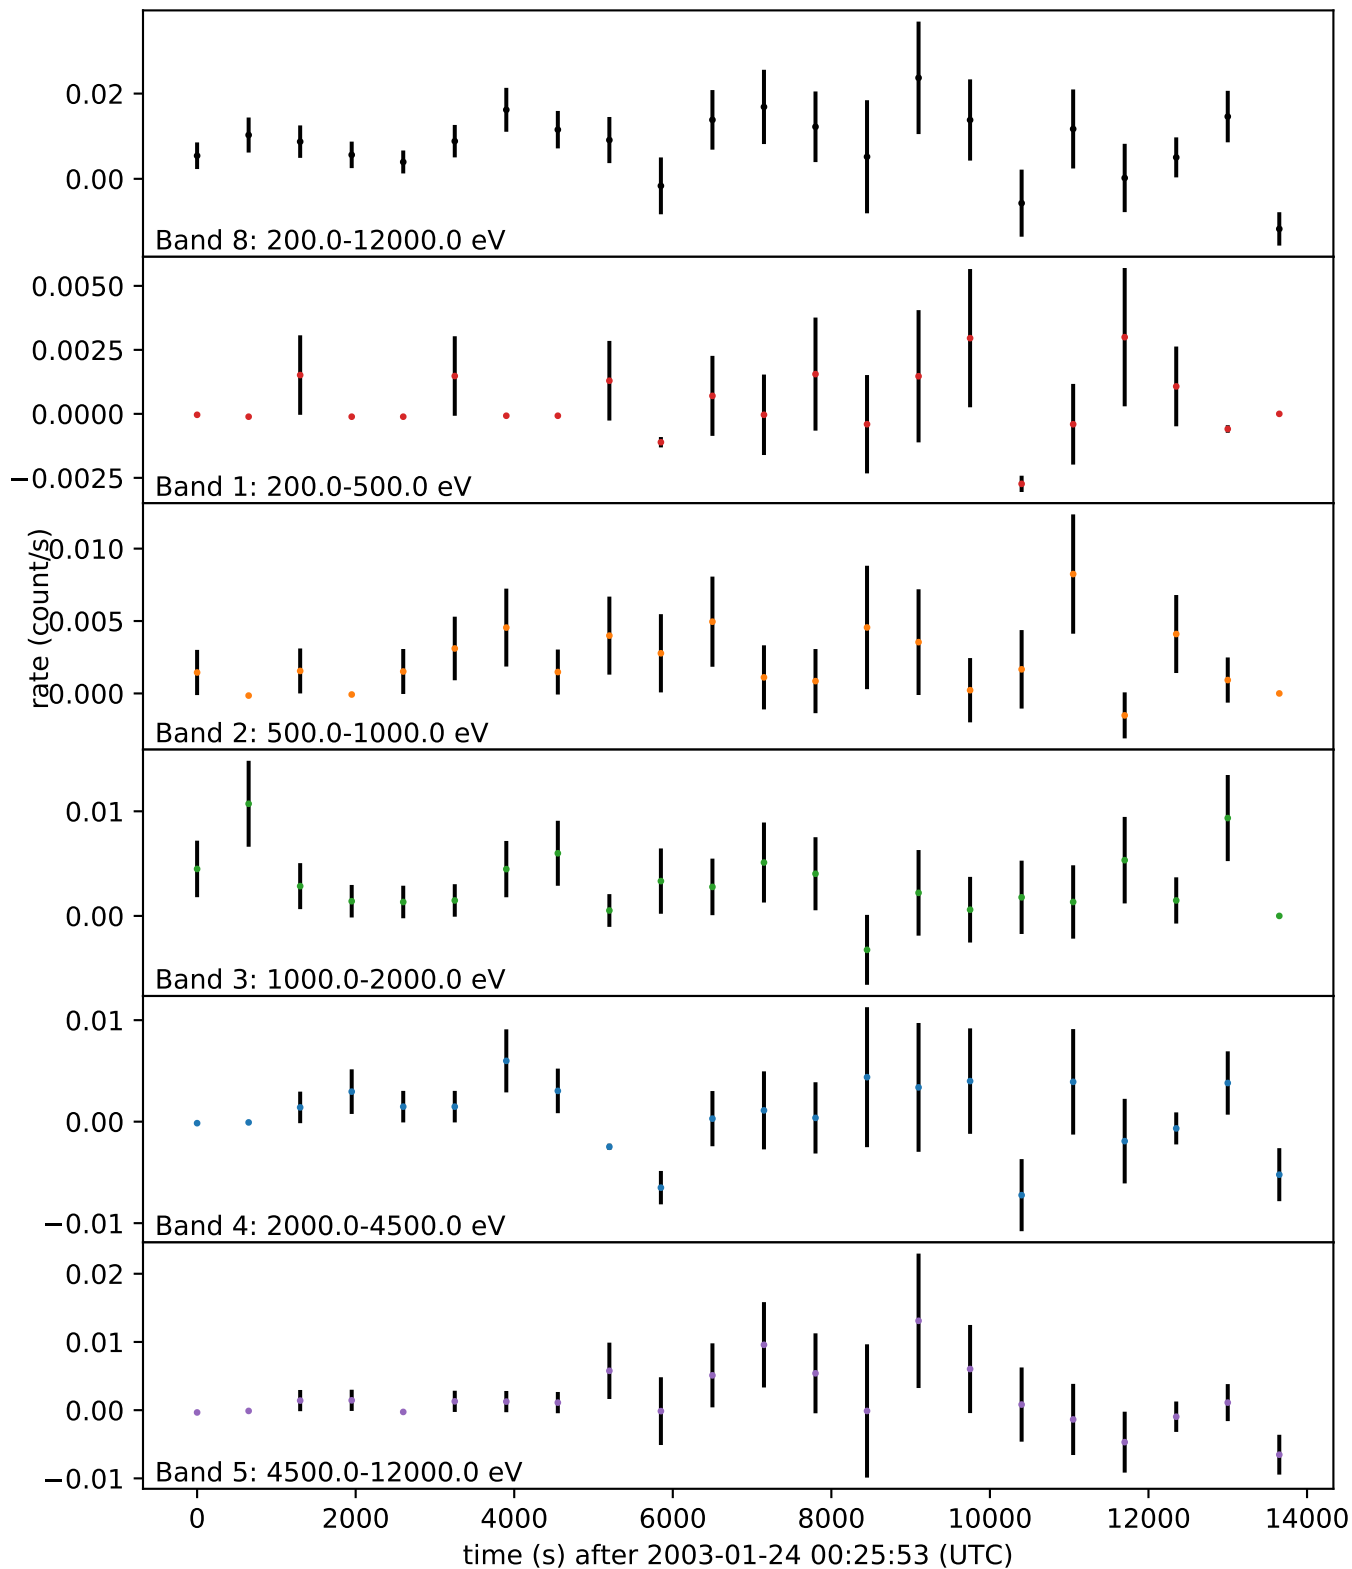 0.02
0.00
Band 8: 200.0-12000.0 eV
0.0050
0.0025
0.0000
−0.0025
Band 1: 200.0-500.0 eV
rate (count/s)
0.010
0.005
0.000
Band 2: 500.0-1000.0 eV
0.01
0.00
Band 3: 1000.0-2000.0 eV
0.01
0.00
−0.01
Band 4: 2000.0-4500.0 eV
0.02
0.01
0.00
−0.01
Band 5: 4500.0-12000.0 eV
0 2000 4000 6000 8000 10000 12000 14000
time (s) after 2003-01-24 00:25:53 (UTC)